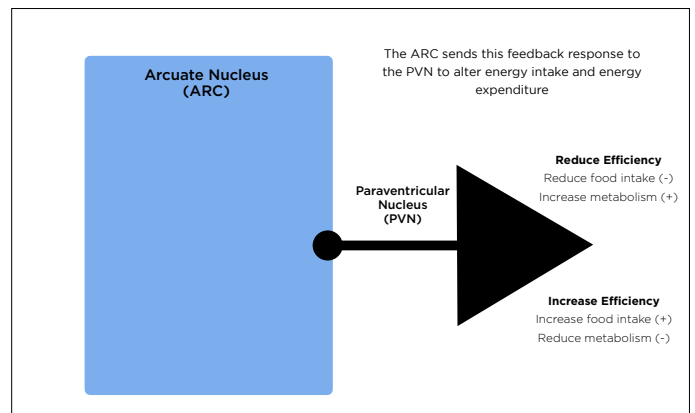 Arcuate Nucleus
(ARC)
The ARC sends this feedback response to
the PVN to alter energy intake and energy
expenditure
Reduce Efficiency
Reduce food intake (-)
Increase metabolism (+)
Paraventricular
Nucleus
(PVN)
Increase Efficiency
Increase food intake (+)
Reduce metabolism (-)